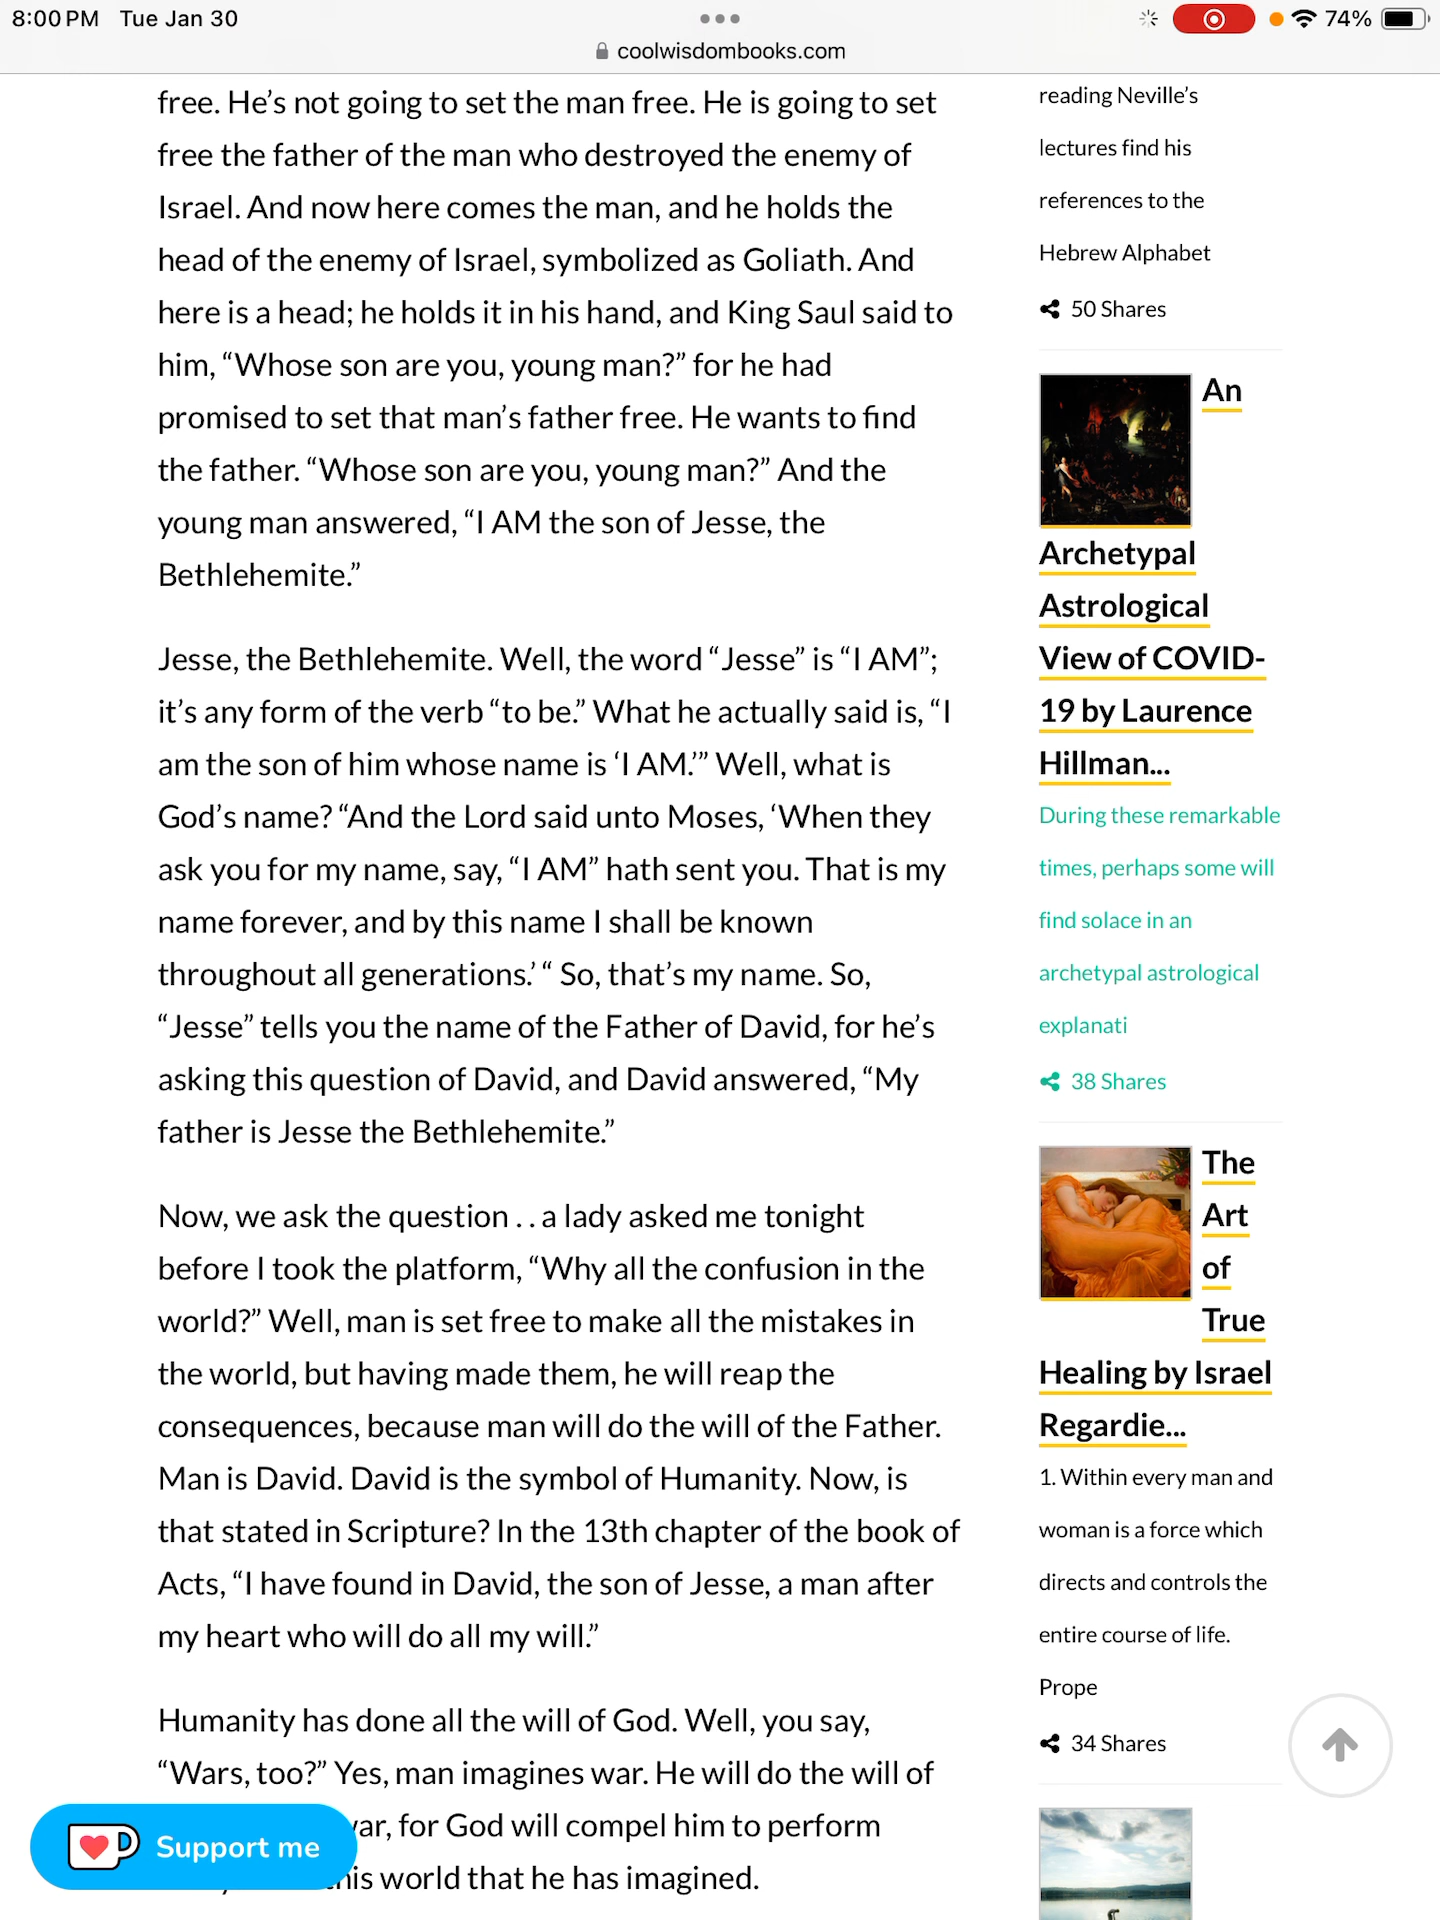 8:00 PM Tue Jan 30
74%
coolwisdombooks.com
free. He’s not going to set the man free. He is going to set
free the father of the man who destroyed the enemy of
Israel. And now here comes the man, and he holds the
head of the enemy of Israel, symbolized as Goliath. And
here is a head; he holds it in his hand, and King Saul said to
him, “Whose son are you, young man?” for he had
promised to set that man’s father free. He wants to find
the father. “Whose son are you, young man?” And the
young man answered, “I AM the son of Jesse, the
Bethlehemite.”
Jesse, the Bethlehemite. Well, the word “Jesse” is “I AM”;
it’s any form of the verb “to be.” What he actually said is, “I
am the son of him whose name is ‘I AM.’” Well, what is
God’s name? “And the Lord said unto Moses, ‘When they
ask you for my name, say, “I AM” hath sent you. That is my
name forever, and by this name I shall be known
throughout all generations.’ “ So, that’s my name. So,
“Jesse” tells you the name of the Father of David, for he’s
asking this question of David, and David answered, “My
father is Jesse the Bethlehemite.”
Now, we ask the question . . a lady asked me tonight
before I took the platform, “Why all the confusion in the
world?” Well, man is set free to make all the mistakes in
the world, but having made them, he will reap the
consequences, because man will do the will of the Father.
Man is David. David is the symbol of Humanity. Now, is
that stated in Scripture? In the 13th chapter of the book of
Acts, “I have found in David, the son of Jesse, a man after
my heart who will do all my will.”
Humanity has done all the will of God. Well, you say,
“Wars, too?” Yes, man imagines war. He will do the will of
for God will compel him to perform
world that he has imagined.
Support me
reading Neville’s
lectures find his
references to the
Hebrew Alphabet
50 Shares
An
Archetypal
Astrological
View of COVID-
19 by Laurence
Hillman...
During these remarkable
times, perhaps some will
find solace in an
archetypal astrological
explanati
38 Shares
The
Art
of
True
Healing by Israel
Regardie...
1. Within every man and
woman is a force which
directs and controls the
entire course of life.
Prope
34 Shares